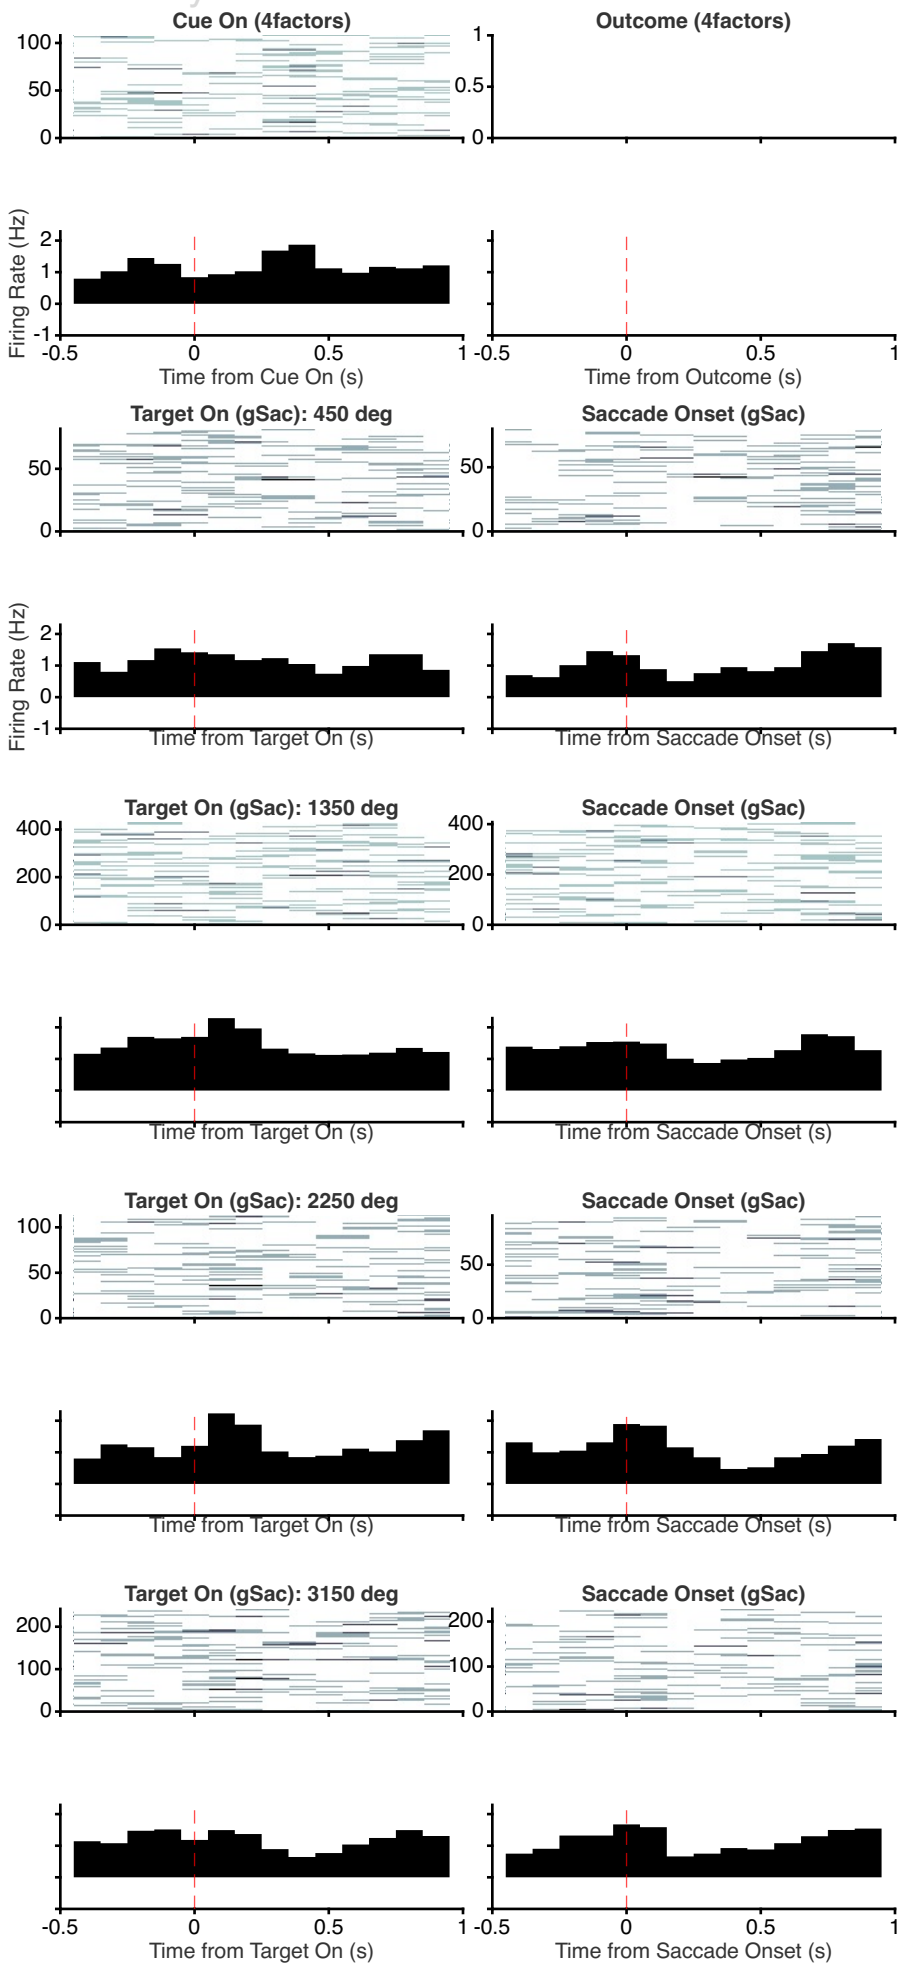 Cue On (4factors) Outcome (4factors)
100 1
50 0.5
0 0
Firing Rate (Hz)
2
1
0
-1
-0.5 0 0.5 1 -0.5 0 0.5 1
Time from Cue On (s) Time from Outcome (s)
Target On (gSac): 450 deg Saccade Onset (gSac)
50 50
0 0
Firing Rate (Hz)
2
1
0
-1
Time from Target On (s) Time from Saccade Onset (s)
Target On (gSac): 1350 deg Saccade Onset (gSac)
400 400
200 200
0 0
Time from Target On (s) Time from Saccade Onset (s)
Target On (gSac): 2250 deg Saccade Onset (gSac)
100
50 50
0 0
Time from Target On (s) Time from Saccade Onset (s)
Target On (gSac): 3150 deg Saccade Onset (gSac)
200 200
100 100
0 0
-0.5 0 0.5 1 -0.5 0 0.5 1
Time from Target On (s) Time from Saccade Onset (s)